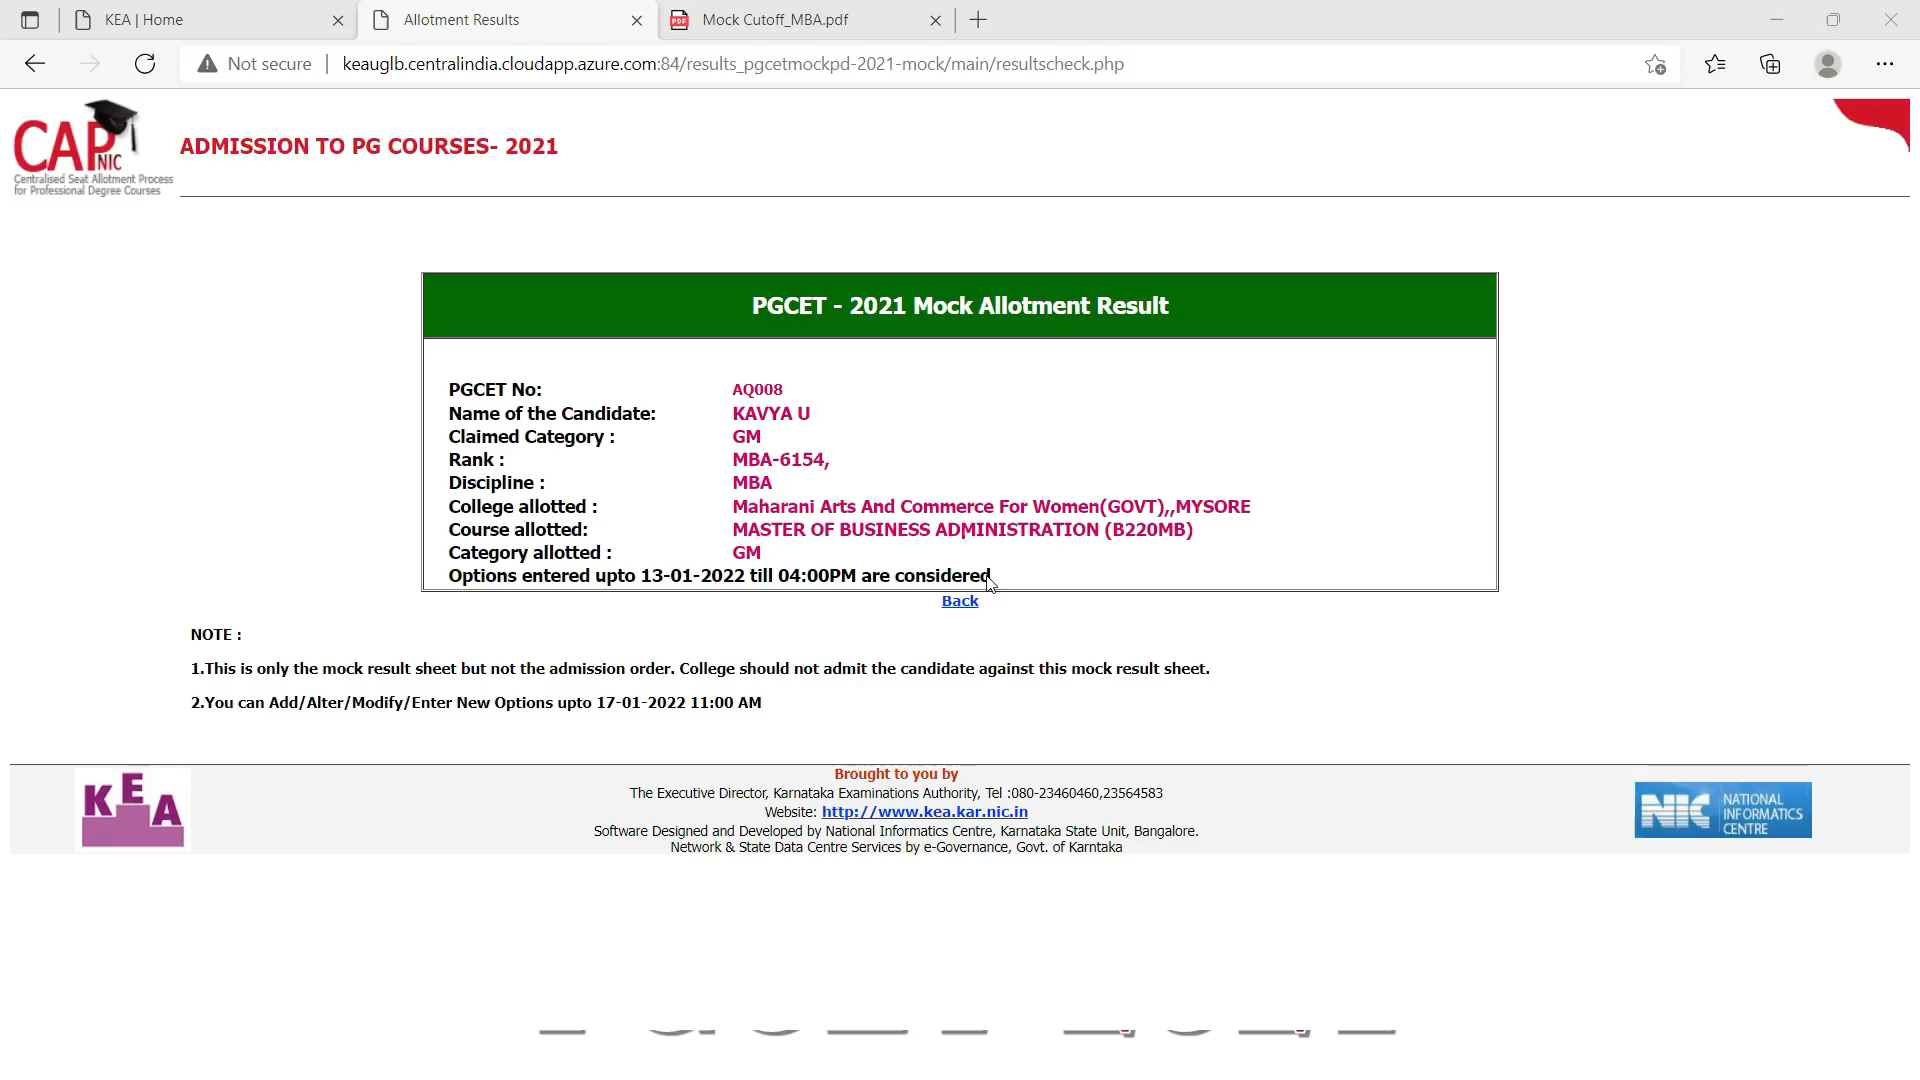 KEA | Home
Allotment Results
Mock Cutoff_MBA.pdf
Not secure
keauglb.centralindia.cloudapp.azure.com:84/results_pgcetmockpd-2021-mock/main/resultscheck.php
CAP NIC
Centralised Seat Allotment Process
for Professional Degree Courses
ADMISSION TO PG COURSES- 2021
PGCET - 2021 Mock Allotment Result
PGCET No: AQ008
Name of the Candidate: KAVYA U
Claimed Category : GM
Rank : MBA-6154,
Discipline : MBA
College allotted : Maharani Arts And Commerce For Women(GOVT),,MYSORE
Course allotted: MASTER OF BUSINESS ADMINISTRATION (B220MB)
Category allotted : GM
Options entered upto 13-01-2022 till 04:00PM are considered
Back
NOTE :
1.This is only the mock result sheet but not the admission order. College should not admit the candidate against this mock result sheet.
2.You can Add/Alter/Modify/Enter New Options upto 17-01-2022 11:00 AM
KEA
Brought to you by
The Executive Director, Karnataka Examinations Authority, Tel :080-23460460,23564583
Website: http://www.kea.kar.nic.in
Software Designed and Developed by National Informatics Centre, Karnataka State Unit, Bangalore.
Network & State Data Centre Services by e-Governance, Govt. of Karntaka
NIC NATIONAL
INFORMATICS
CENTRE